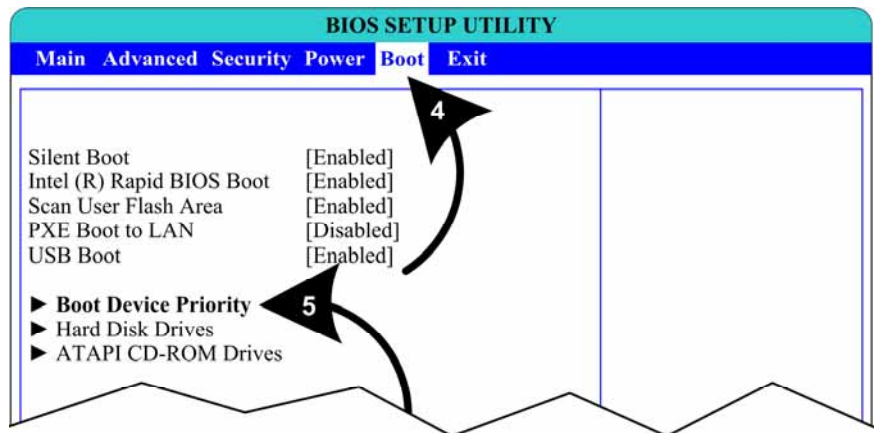 BIOS SETUP UTILITY
Main Advanced Security Power Boot Exit
4
Silent Boot [Enabled]
Intel (R) Rapid BIOS Boot [Enabled]
Scan User Flash Area [Enabled]
PXE Boot to LAN [Disabled]
USB Boot [Enabled]
► Boot Device Priority 5
► Hard Disk Drives
► ATAPI CD-ROM Drives